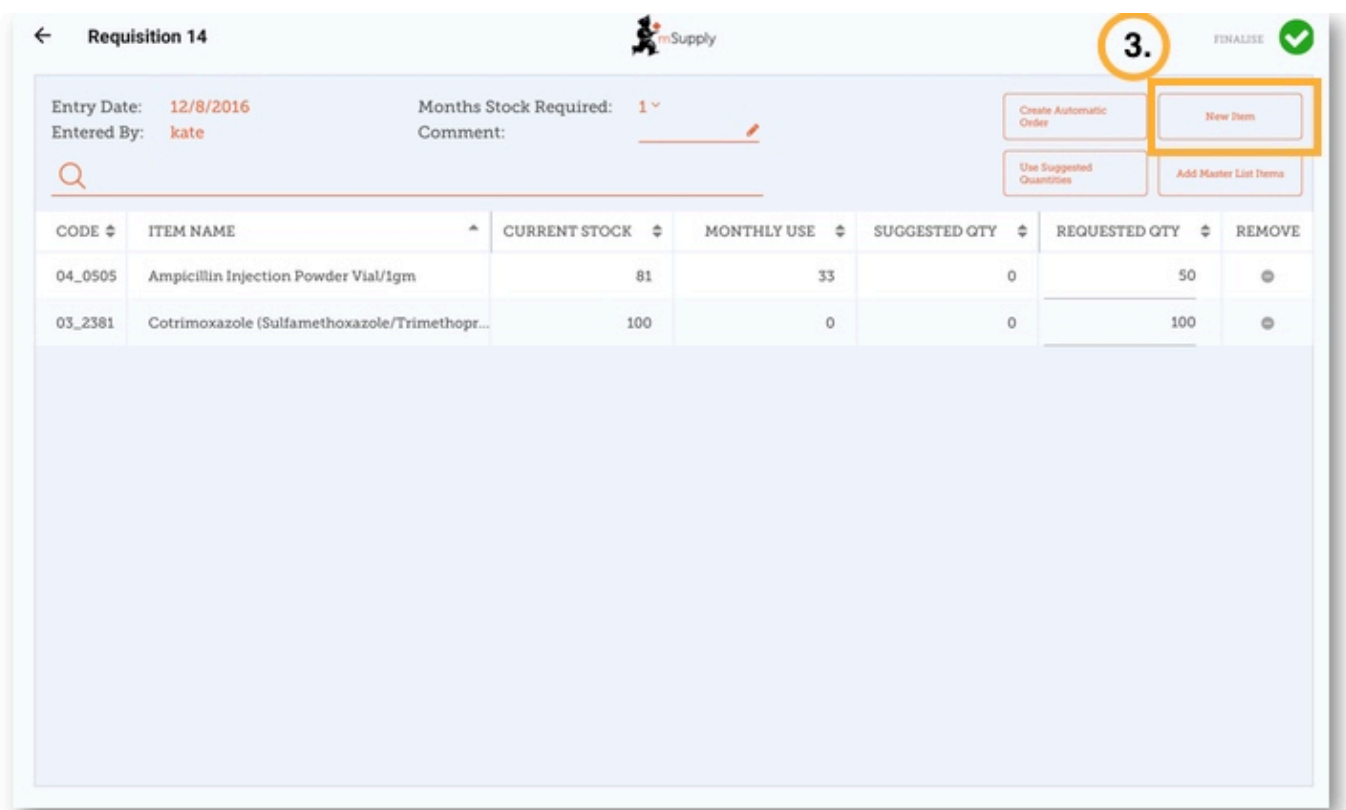 Requisition 14
mSupply
3.
FINALISE
Entry Date: 12/8/2016
Months Stock Required: 1
Entered By: kate
Comment:
Create Automatic
Order
New Item
Use Suggested
Quantities
Add Master List Items
CODE ITEM NAME CURRENT STOCK MONTHLY USE SUGGESTED QTY REQUESTED QTY REMOVE
04_0505 Ampicillin Injection Powder Vial/1gm 81 33 0 50
03_2381 Cotrimoxazole (Sulfamethoxazole/Trimethopr... 100 0 0 100